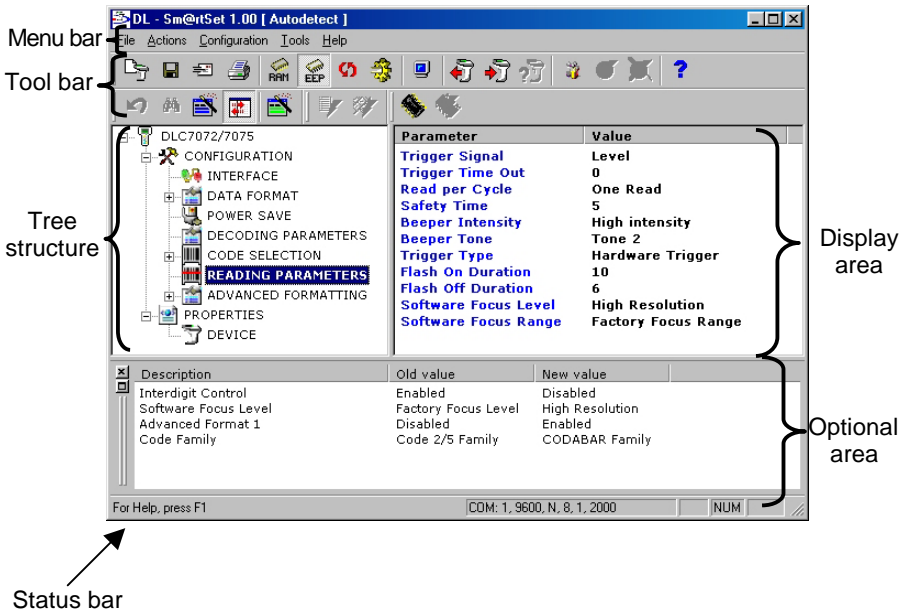 DL - Sm@rtSet 1.00 [ Autodetect ]
Menu bar
File Actions Configuration Tools Help
Tool bar
RAM EEP ?
Tree structure
DLC7072/7075
CONFIGURATION
INTERFACE
DATA FORMAT
POWER SAVE
DECODING PARAMETERS
CODE SELECTION
READING PARAMETERS
ADVANCED FORMATTING
PROPERTIES
DEVICE
Parameter Value
Trigger Signal Level
Trigger Time Out 0
Read per Cycle One Read
Safety Time 5
Beeper Intensity High intensity
Beeper Tone Tone 2
Trigger Type Hardware Trigger
Flash On Duration 10
Flash Off Duration 6
Software Focus Level High Resolution
Software Focus Range Factory Focus Range
Display area
Description Old value New value
Interdigit Control Enabled Disabled
Software Focus Level Factory Focus Level High Resolution
Advanced Format 1 Disabled Enabled
Code Family Code 2/5 Family CODABAR Family
Optional area
For Help, press F1 COM: 1, 9600, N, 8, 1, 2000 NUM
Status bar